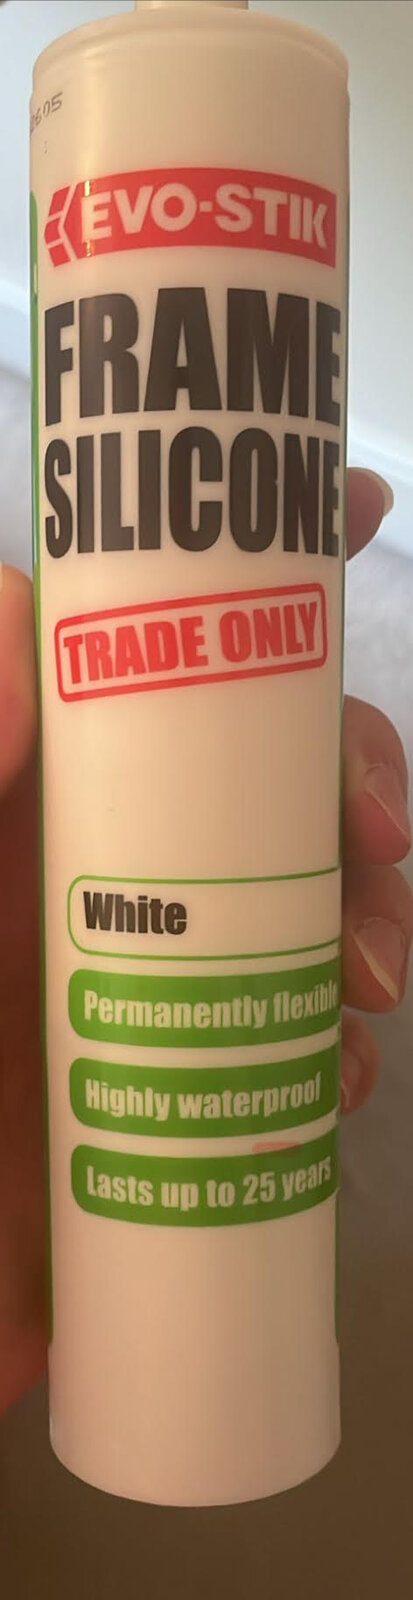 EVO-STIK
FRAME
SILICONE
TRADE ONLY
White
Permanently flexible
Highly waterproof
Lasts up to 25 years